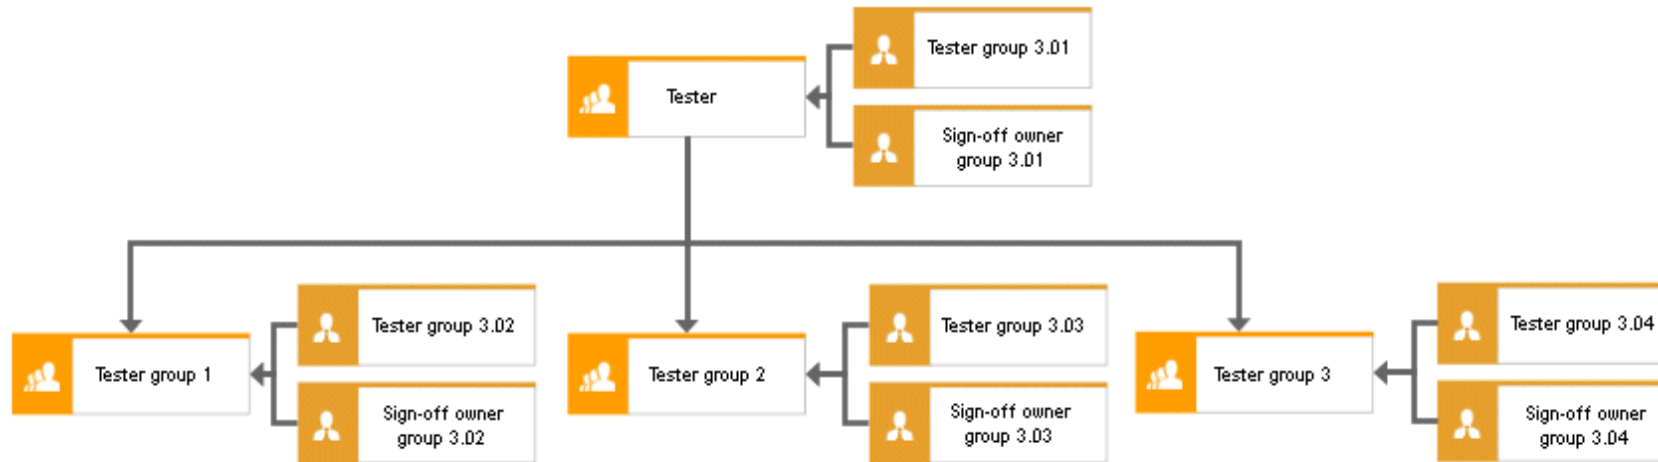 Tester group 3.01
Tester
Sign-off owner
group 3.01
Tester group 3.02
Tester group 3.03
Tester group 3.04
Tester group 1
Tester group 2
Tester group 3
Sign-off owner
group 3.02
Sign-off owner
group 3.03
Sign-off owner
group 3.04